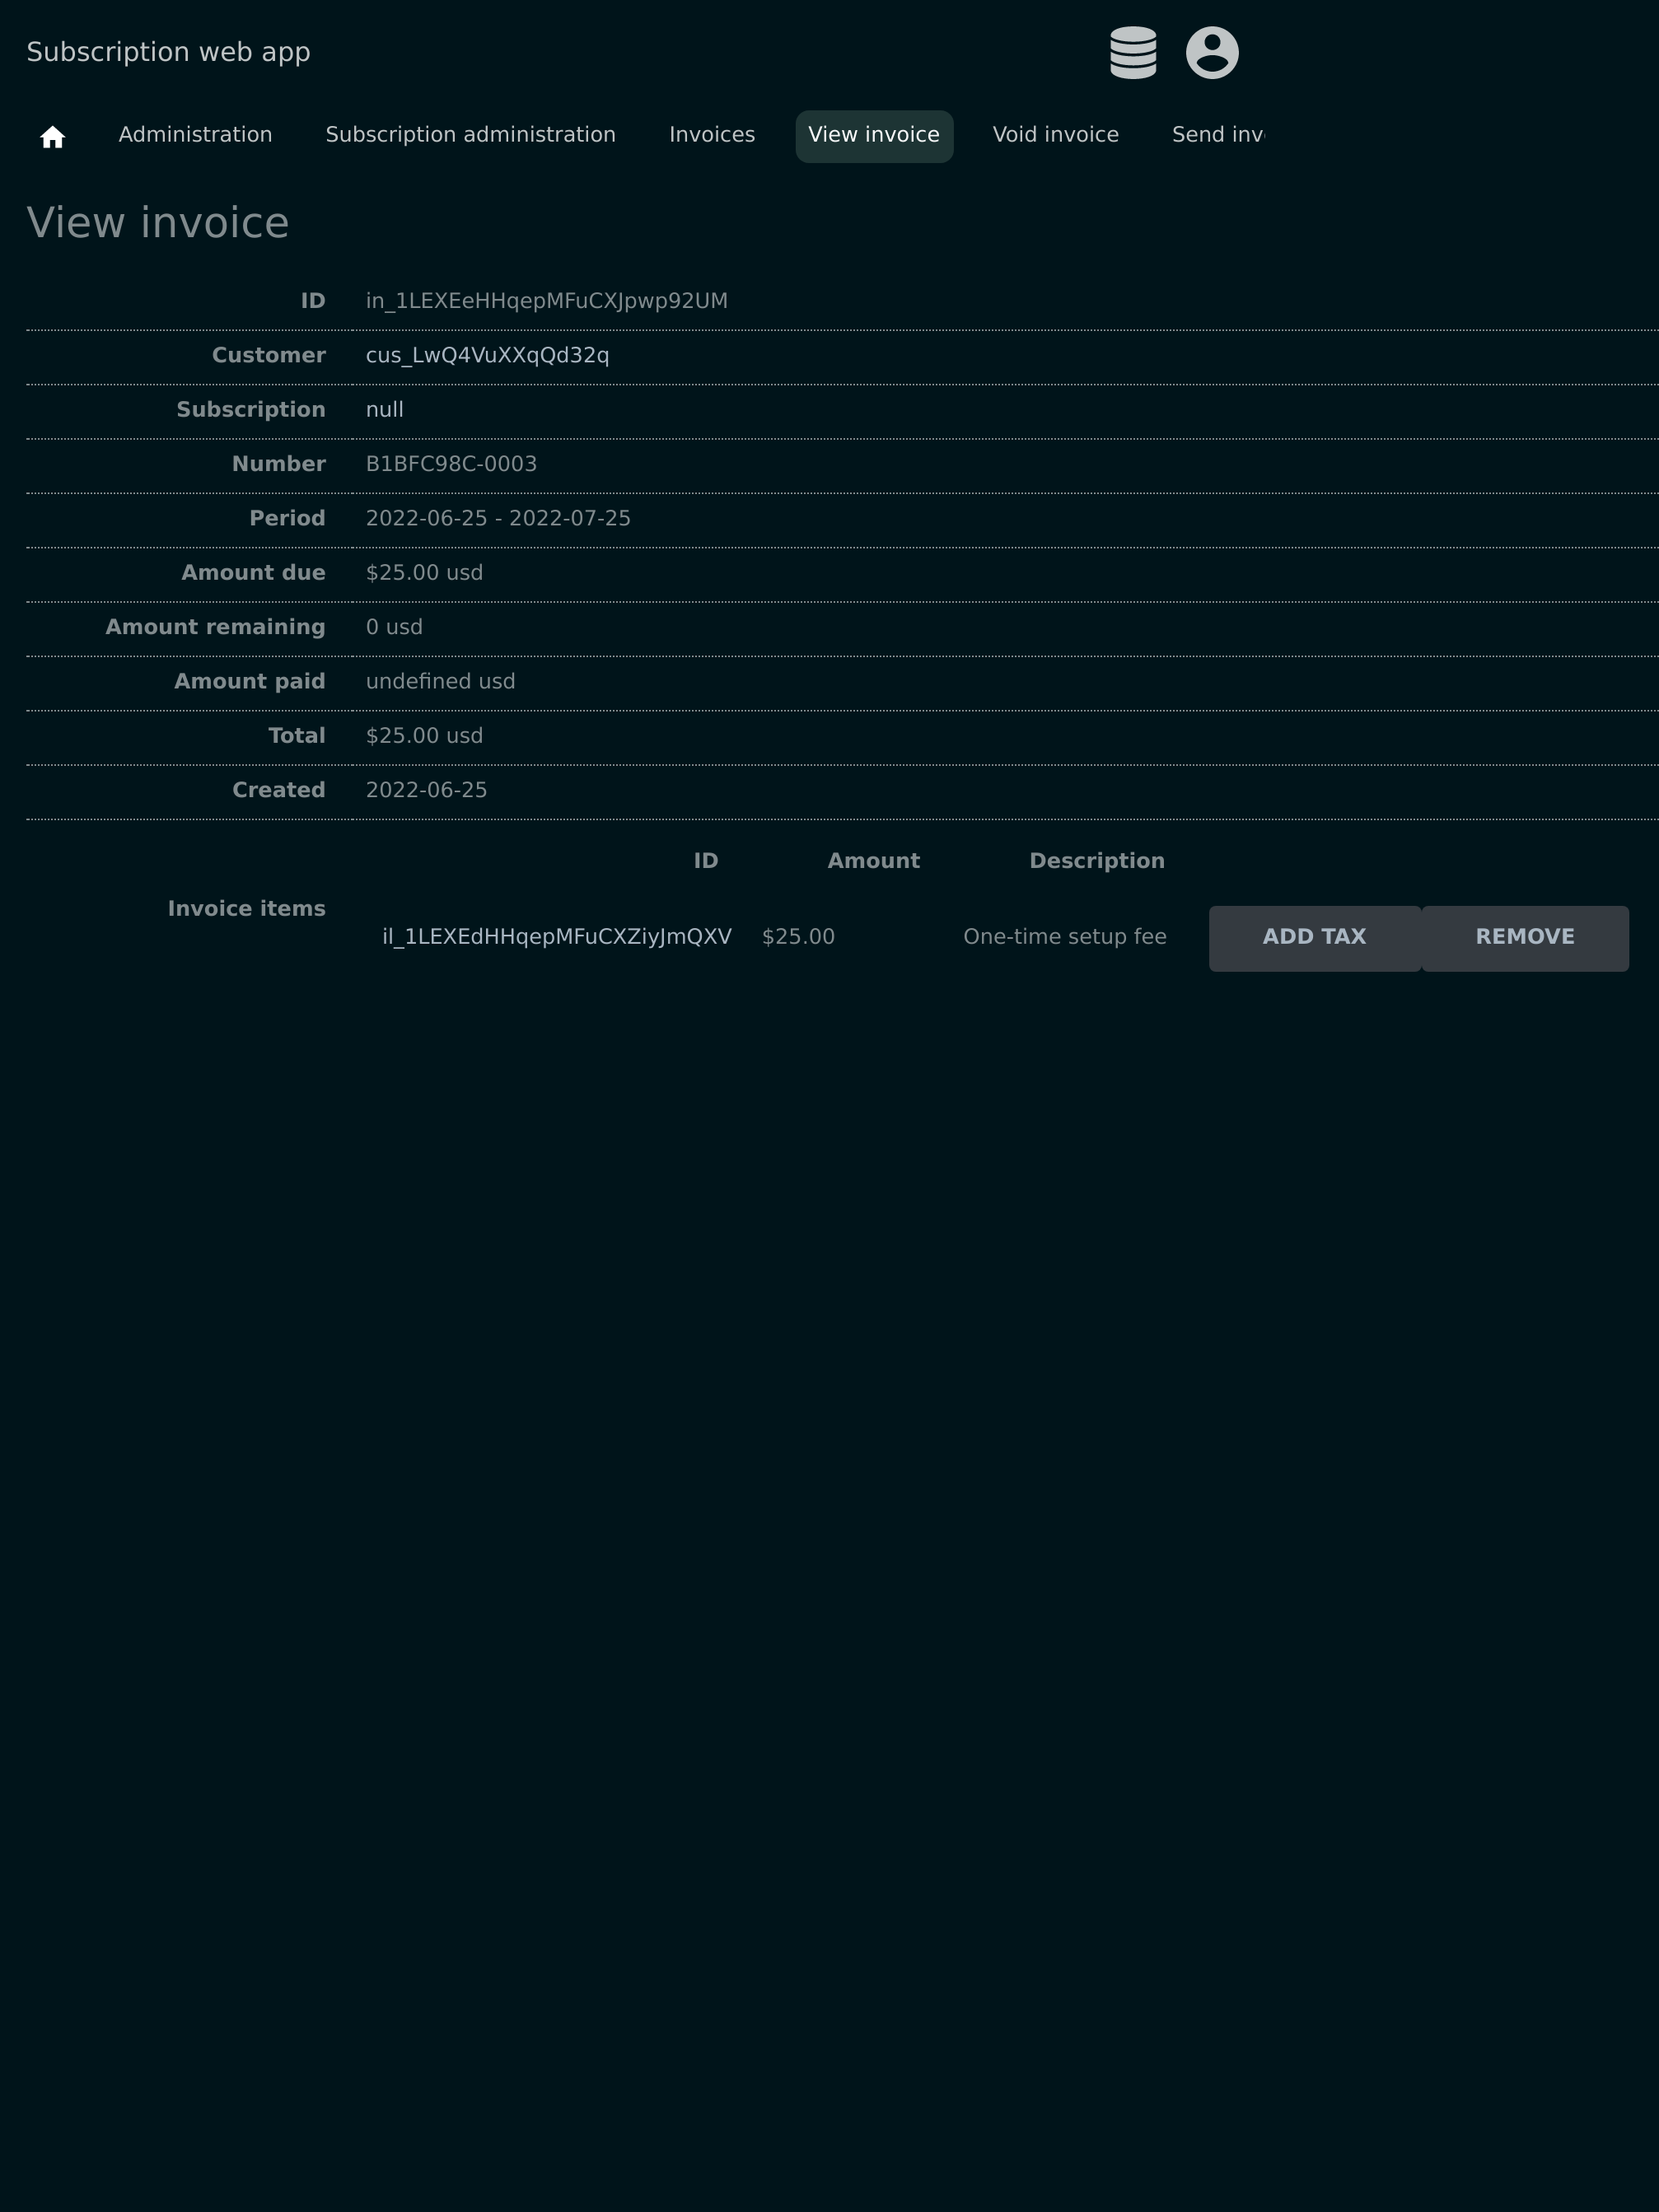 Subscription web app
Administration Subscription administration Invoices View invoice Void invoice Send inv
View invoice
ID in_1LEXEeHHqepMFuCXJpwp92UM
Customer cus_LwQ4VuXXqQd32q
Subscription null
Number B1BFC98C-0003
Period 2022-06-25 - 2022-07-25
Amount due $25.00 usd
Amount remaining 0 usd
Amount paid undefined usd
Total $25.00 usd
Created 2022-06-25
ID Amount Description
Invoice items
il_1LEXEdHHqepMFuCXZiyJmQXV $25.00 One-time setup fee ADD TAX REMOVE